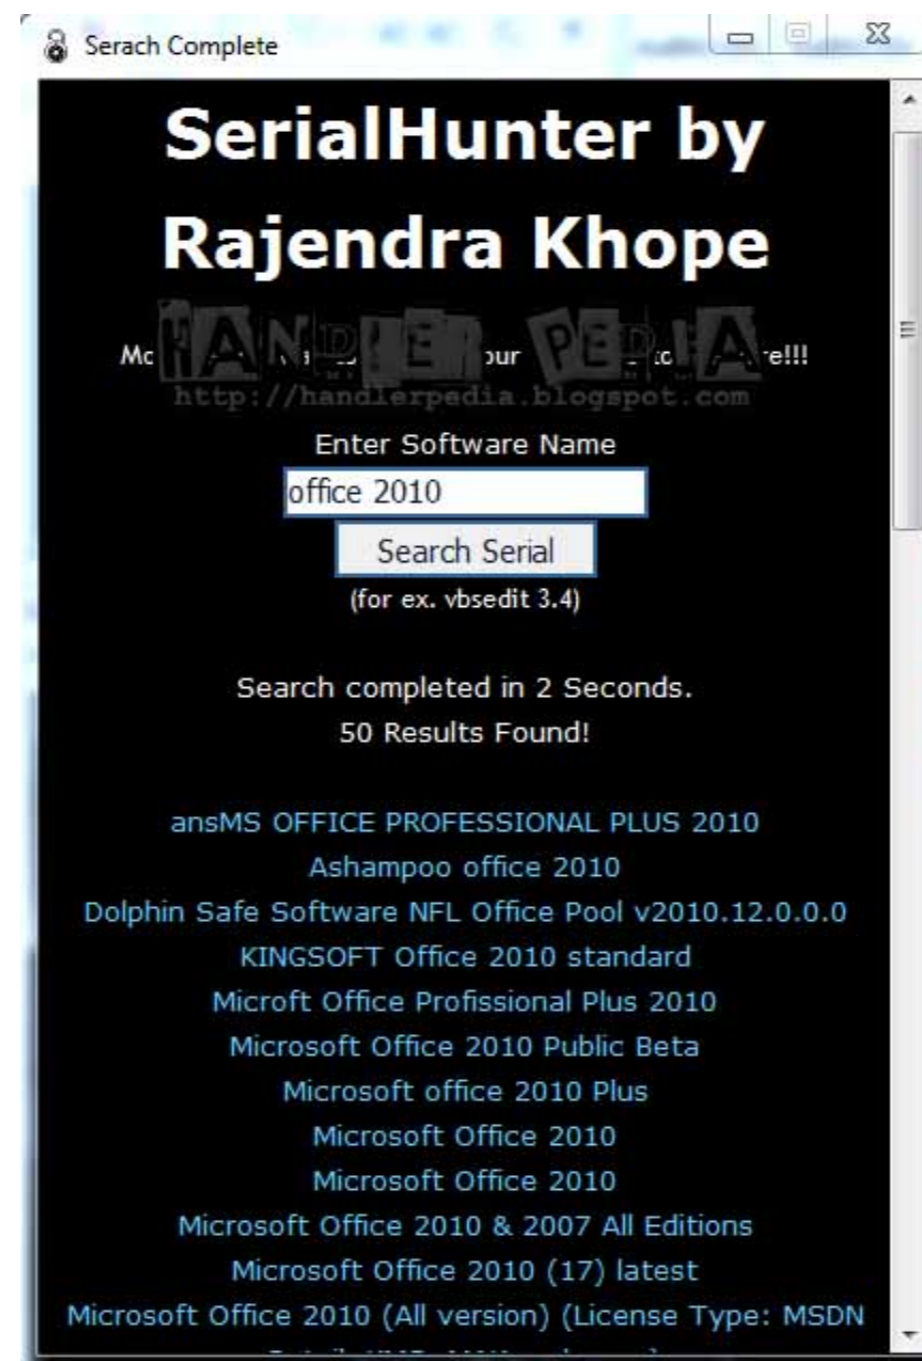 Serach Complete
SerialHunter by
Rajendra Khope
HANDLER PEDIA
http://handlerpedia.blogspot.com
Enter Software Name
office 2010
Search Serial
(for ex. vbsedit 3.4)
Search completed in 2 Seconds.
50 Results Found!
ansMS OFFICE PROFESSIONAL PLUS 2010
Ashampoo office 2010
Dolphin Safe Software NFL Office Pool v2010.12.0.0.0
KINGSOFT Office 2010 standard
Microft Office Profissional Plus 2010
Microsoft Office 2010 Public Beta
Microsoft office 2010 Plus
Microsoft Office 2010
Microsoft Office 2010
Microsoft Office 2010 & 2007 All Editions
Microsoft Office 2010 (17) latest
Microsoft Office 2010 (All version) (License Type: MSDN